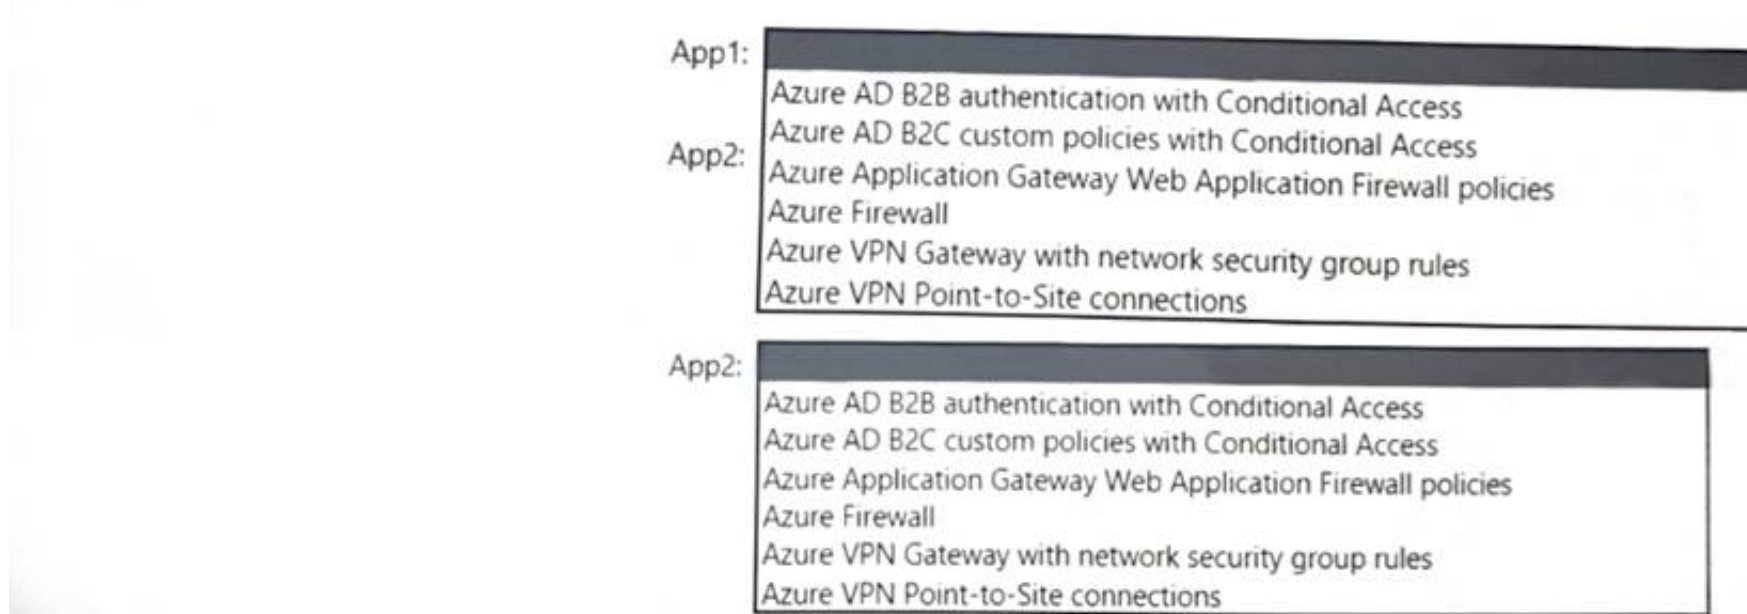 App1:
Azure AD B2B authentication with Conditional Access
Azure AD B2C custom policies with Conditional Access
App2:
Azure Application Gateway Web Application Firewall policies
Azure Firewall
Azure VPN Gateway with network security group rules
Azure VPN Point-to-Site connections
App2:
Azure AD B2B authentication with Conditional Access
Azure AD B2C custom policies with Conditional Access
Azure Application Gateway Web Application Firewall policies
Azure Firewall
Azure VPN Gateway with network security group rules
Azure VPN Point-to-Site connections